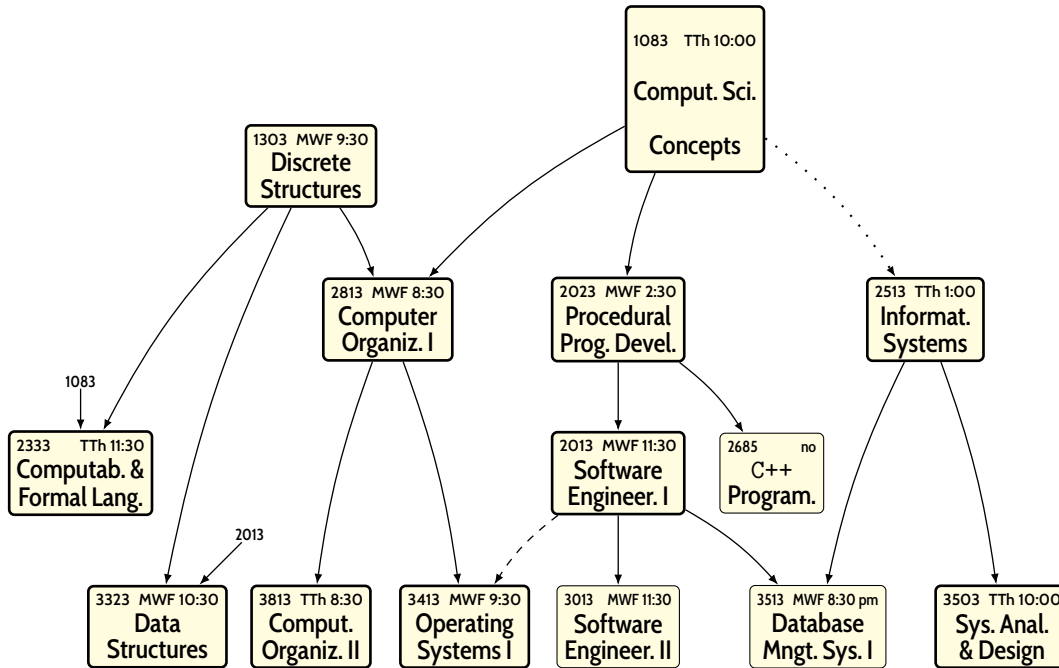 1083 TTh 10:00
Comput. Sci.
Concepts
1303 MWF 9:30
Discrete
Structures
2813 MWF 8:30
Computer
Organiz. I
2023 MWF 2:30
Procedural
Prog. Devel.
2513 TTh 1:00
Informat.
Systems
1083
2333 TTh 11:30
Computab. &
Formal Lang.
2013 MWF 11:30
Software
Engineer. I
2685 no
C++
Program.
2013
3323 MWF 10:30
Data
Structures
3813 TTh 8:30
Comput.
Organiz. II
3413 MWF 9:30
Operating
Systems I
3013 MWF 11:30
Software
Engineer. II
3513 MWF 8:30 pm
Database
Mngt. Sys. I
3503 TTh 10:00
Sys. Anal.
& Design